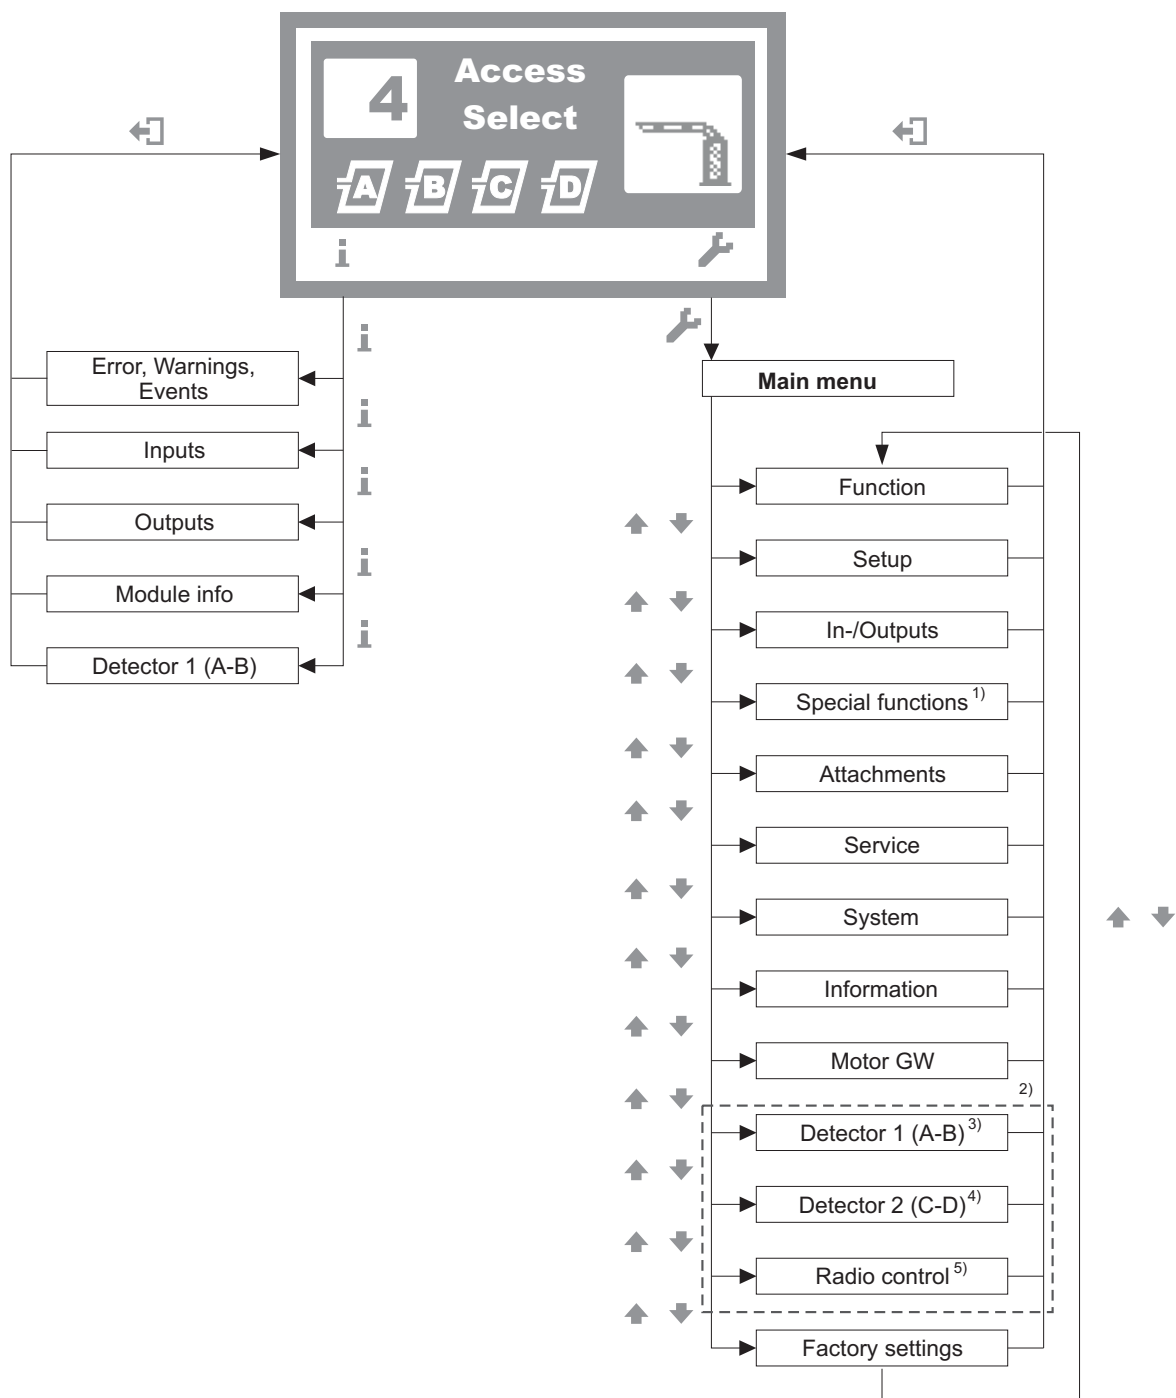 4
Access
Select
A B C D
i
i
Error, Warnings,
Events
i
Inputs
i
Outputs
i
Module info
i
Detector 1 (A-B)
Main menu
Function
Setup
In-/Outputs
Special functions 1)
Attachments
Service
System
Information
Motor GW
2)
Detector 1 (A-B) 3)
Detector 2 (C-D) 4)
Radio control 5)
Factory settings